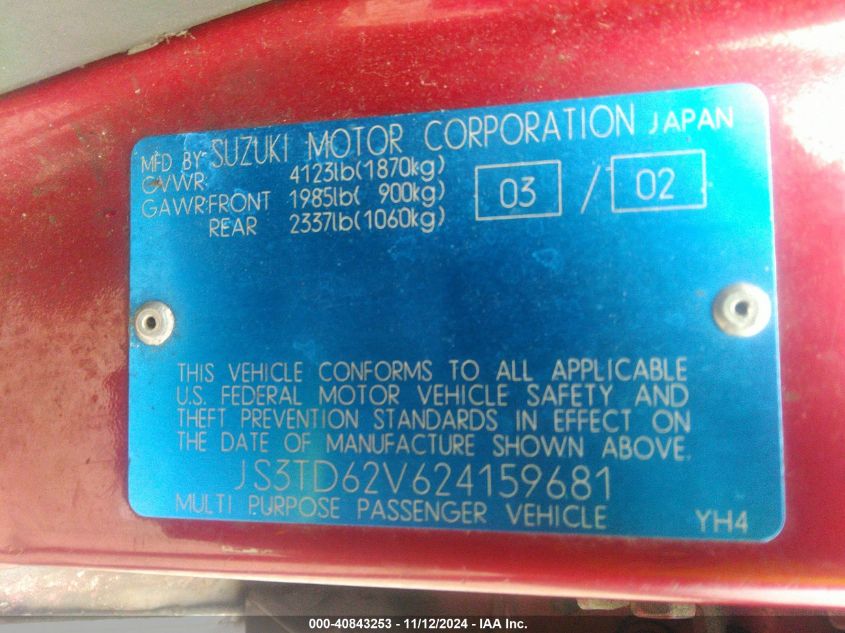 MFD BY: SUZUKI MOTOR CORPORATION JAPAN
GVWR: 4123lb(1870kg)
GAWR:FRONT 1985lb( 900kg) 03 / 02
REAR 2337lb(1060kg)
THIS VEHICLE CONFORMS TO ALL APPLICABLE
U.S. FEDERAL MOTOR VEHICLE SAFETY AND
THEFT PREVENTION STANDARDS IN EFFECT ON
THE DATE OF MANUFACTURE SHOWN ABOVE.
JS3TD62V624159681
MULTI PURPOSE PASSENGER VEHICLE YH4
000-40843253 - 11/12/2024 - IAA Inc.